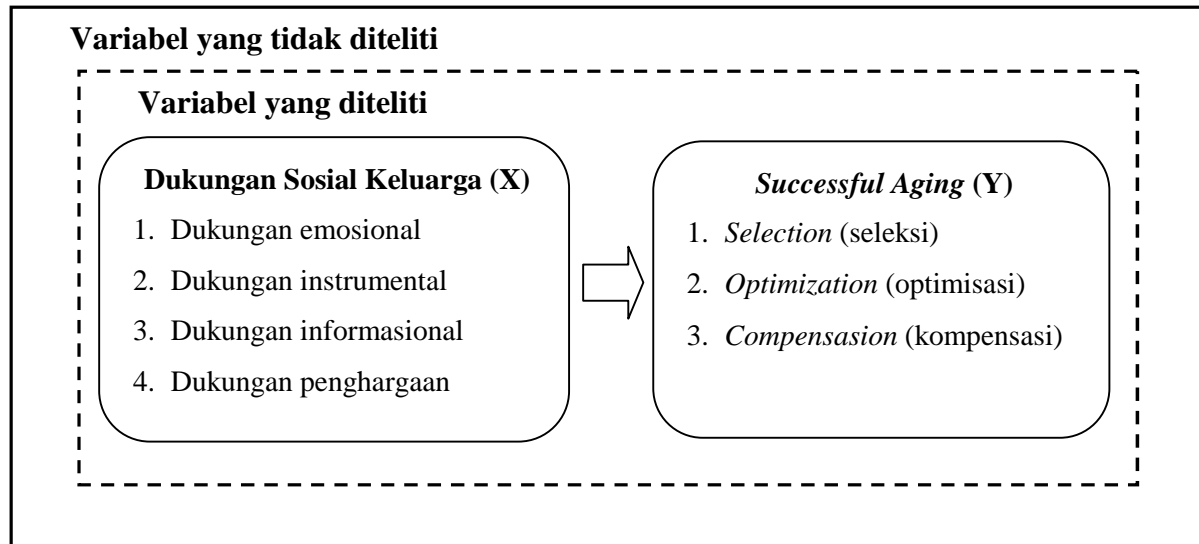 Variabel yang tidak diteliti
Variabel yang diteliti
Dukungan Sosial Keluarga (X)
1. Dukungan emosional
2. Dukungan instrumental
3. Dukungan informasional
4. Dukungan penghargaan
Successful Aging (Y)
1. Selection (seleksi)
2. Optimization (optimisasi)
3. Compensasion (kompensasi)